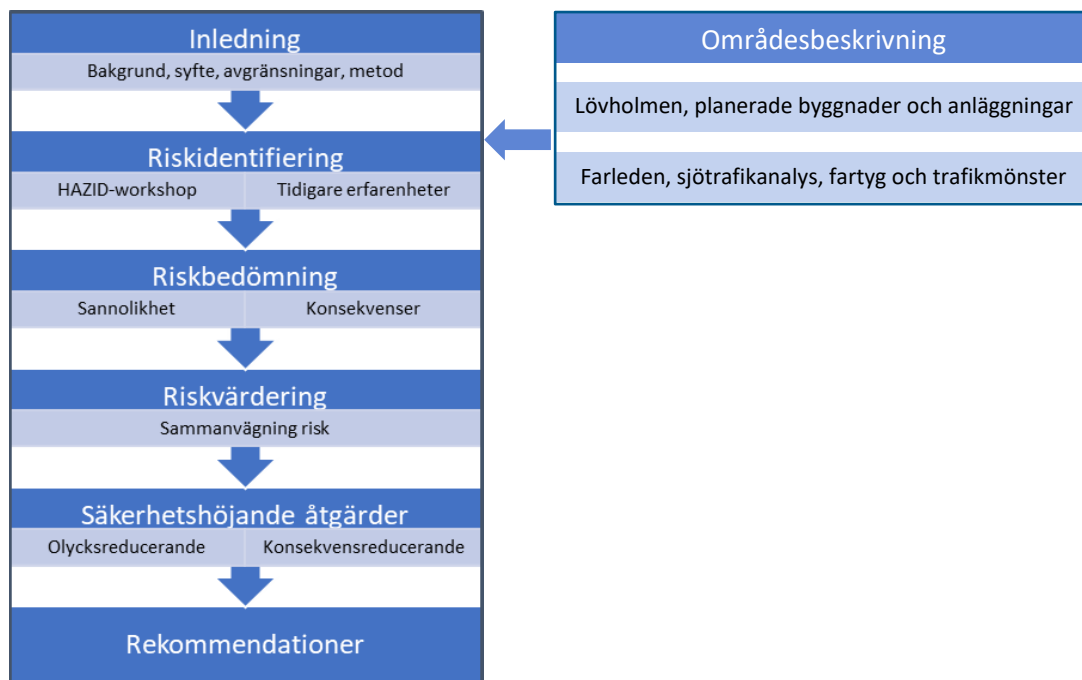 Inledning
Bakgrund, syfte, avgränsningar, metod
Riskidentifiering
HAZID-workshop
Tidigare erfarenheter
Riskbedömning
Sannolikhet
Konsekvenser
Riskvärdering
Sammanvägning risk
Säkerhetshöjande åtgärder
Olycksreducerande
Konsekvensreducerande
Rekommendationer
Områdesbeskrivning
Lövholmen, planerade byggnader och anläggningar
Farleden, sjötrafikanalys, fartyg och trafikmönster